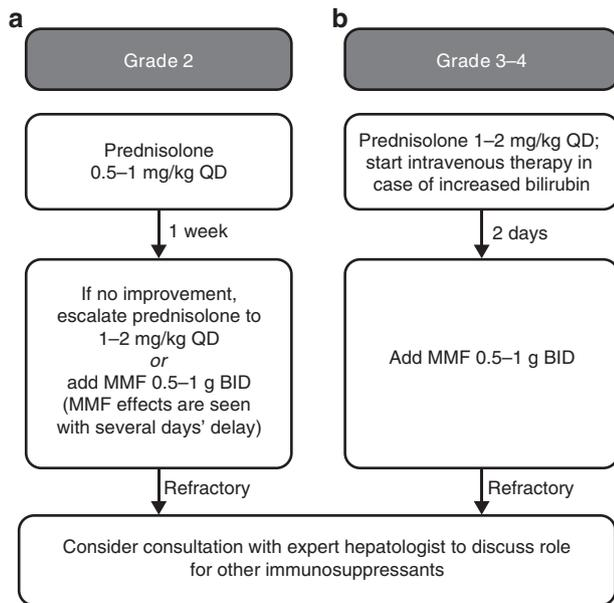 a
Grade 2
Prednisolone
0.5–1 mg/kg QD
1 week
If no improvement,
escalate prednisolone to
1–2 mg/kg QD
or
add MMF 0.5–1 g BID
(MMF effects are seen
with several days' delay)
Refractory
b
Grade 3–4
Prednisolone 1–2 mg/kg QD;
start intravenous therapy in
case of increased bilirubin
2 days
Add MMF 0.5–1 g BID
Refractory
Consider consultation with expert hepatologist to discuss role
for other immunosuppressants